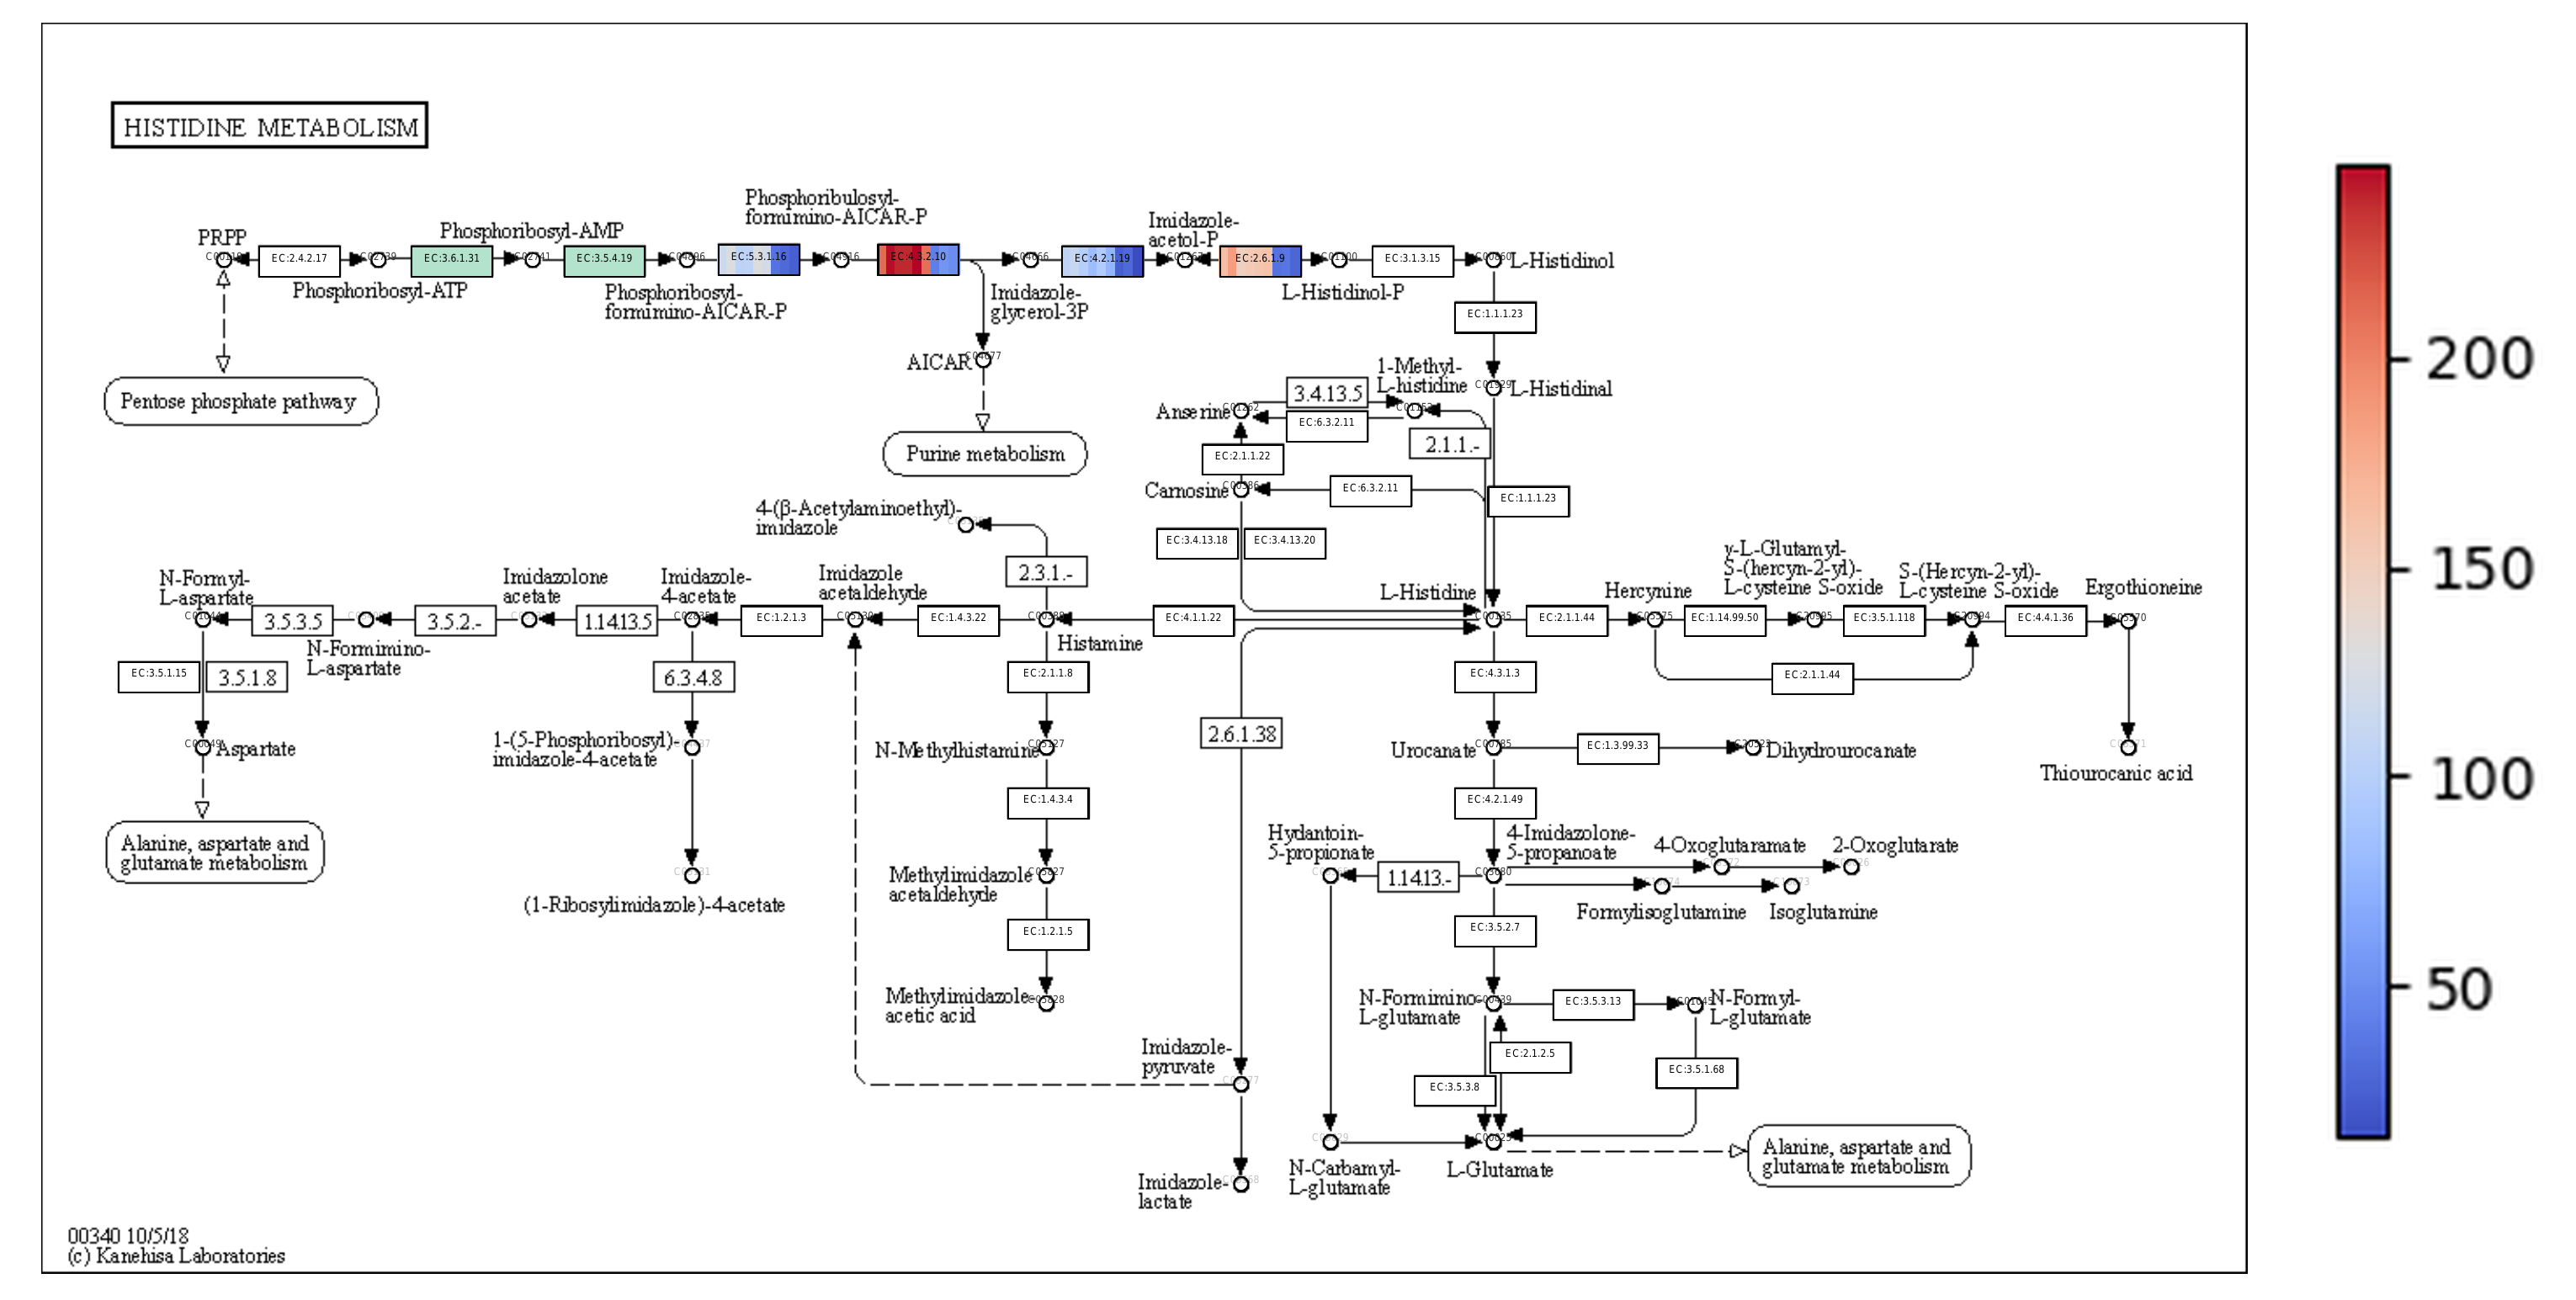 HISTIDINE METABOLISM
Phosphoribulosyl-
formimino-AICAR-P
Phosphoribosyl-AMP
Imidazole-
acetol-P
PRPP
EC:2.4.2.17
EC:3.6.1.31
EC:3.5.4.19
EC:5.3.1.16
EC:4.3.2.10
EC:4.2.1.19
EC:2.6.1.9
EC:3.1.3.15
L-Histidinol
Phosphoribosyl-ATP
Phosphoribosyl-
formimino-AICAR-P
Imidazole-
glycerol-3P
L-Histidinol-P
EC:1.1.1.23
AICAR
1-Methyl-
L-histidine
L-Histidinal
Pentose phosphate pathway
3.4.13.5
Anserine
EC:6.3.2.11
2.1.1.-
Purine metabolism
EC:2.1.1.22
Carnosine
EC:6.3.2.11
EC:1.1.1.23
4-(β-Acetylaminoethyl)-
imidazole
EC:3.4.13.18
EC:3.4.13.20
2.3.1.-
γ-L-Glutamyl-
S-(hercyn-2-yl)-
L-cysteine S-oxide
S-(Hercyn-2-yl)-
L-cysteine S-oxide
Ergothioneine
N-Formyl-
L-aspartate
Imidazolone
acetate
Imidazole-
4-acetate
Imidazole
acetaldehyde
L-Histidine
Hercynine
3.5.3.5
3.5.2.-
1.14.13.5
EC:1.2.1.3
EC:1.4.3.22
EC:4.1.1.22
EC:2.1.1.44
EC:1.14.99.50
EC:3.5.1.118
EC:4.4.1.36
N-Formimino-
L-aspartate
Histamine
EC:3.5.1.15
3.5.1.8
6.3.4.8
EC:2.1.1.8
EC:4.3.1.3
EC:2.1.1.44
2.6.1.38
Aspartate
1-(5-Phosphoribosyl)-
imidazole-4-acetate
N-Methylhistamine
Urocanate
EC:1.3.99.33
Dihydrourocanate
Thiourocanic acid
EC:1.4.3.4
EC:4.2.1.49
Alanine, aspartate and
glutamate metabolism
Hydantoin-
5-propionate
4-Imidazolone-
5-propanoate
4-Oxoglutaramate
2-Oxoglutarate
1.14.13.-
Methylimidazole
acetaldehyde
(1-Ribosylimidazole)-4-acetate
Formylisoglutamine
Isoglutamine
EC:1.2.1.5
EC:3.5.2.7
Methylimidazole-
acetic acid
N-Formimino-
L-glutamate
EC:3.5.3.13
N-Formyl-
L-glutamate
Imidazole-
pyruvate
EC:2.1.2.5
EC:3.5.1.68
EC:3.5.3.8
Imidazole-
lactate
N-Carbamyl-
L-glutamate
L-Glutamate
Alanine, aspartate and
glutamate metabolism
00340 10/5/18
(c) Kanehisa Laboratories
200
150
100
50